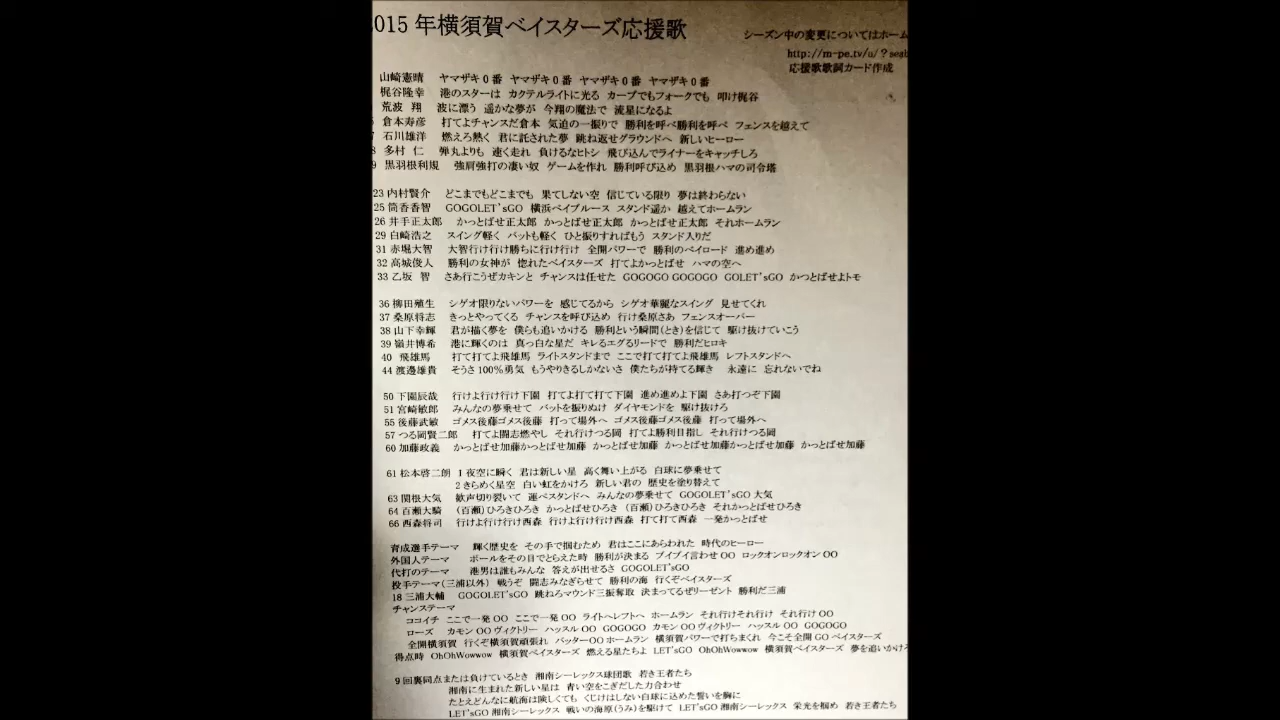 015年横須賀ベイスターズ応援歌
シーズン中の変更についてはホーム
http://m-pe.tv/u/?seab
応援歌歌詞カード作成
山崎憲晴 ヤマザキ0番 ヤマザキ0番 ヤマザキ0番 ヤマザキ0番
梶谷隆幸 港のスターは カクテルライトに光る カーブでもフォークでも 叩け梶谷
荒波 翔 波に漂う 遥かな夢が 今翔の魔法で 流星になるよ
倉本寿彦 打てよチャンスだ倉本 気迫の一振りで 勝利を呼べ勝利を呼べ フェンスを越えて
7 石川雄洋 燃えろ熱く 君に託された夢 跳ね返せグラウンドへ 新しいヒーロー
8 多村 仁 弾丸よりも 速く走れ 負けるなヒトシ 飛び込んでライナーをキャッチしろ
9 黒羽根利規 強肩強打の凄い奴 ゲームを作れ 勝利呼び込め 黒羽根ハマの司令塔
23 内村賢介 どこまでもどこまでも 果てしない空 信じている限り 夢は終わらない
25 筒香香智 GOGOLET'sGO 横浜ベイブルース スタンド遥か 越えてホームラン
26 井手正太郎 かっとばせ正太郎 かっとばせ正太郎 かっとばせ正太郎 それホームラン
29 白崎浩之 スイング軽く バットも軽く ひと振りすればもう スタンド入りだ
31 赤堀大智 大智行け行け勝ちに行け行け 全開パワーで 勝利のペイロード 進め進め
32 高城俊人 勝利の女神が 惚れたベイスターズ 打てよかっとばせ ハマの空へ
33 乙坂 智 さあ行こうぜカキンと チャンスは任せた GOGOGO GOGOGO GOLET'sGO かつとばせよトモ
36 柳田殖生 シゲオ限りないパワーを 感じてるから シゲオ華麗なスイング 見せてくれ
37 桑原将志 きっとやってくる チャンスを呼び込め 行け桑原さあ フェンスオーバー
38 山下幸輝 君が描く夢を 僕らも追いかける 勝利という瞬間(とき)を信じて 駆け抜けていこう
39 嶺井博希 港に輝くのは 真っ白な星だ キレるエグるリードで 勝利だヒロキ
40 飛雄馬 打て打てよ飛雄馬 ライトスタンドまで ここで打て打てよ飛雄馬 レフトスタンドへ
44 渡邊雄貴 そうさ100%勇気 もうやりきるしかないさ 僕たちが持てる輝き 永遠に 忘れないでね
50 下園辰哉 行けよ行け行け下園 打てよ打て打て下園 進め進めよ下園 さあ打つぞ下園
51 宮崎敏郎 みんなの夢乗せて バットを振りぬけ ダイヤモンドを 駆け抜けろ
55 後藤武敏 ゴメス後藤ゴメス後藤 打って場外へ ゴメス後藤ゴメス後藤 打って場外へ
57 つる岡賢二郎 打てよ闘志燃やし それ行けつる岡 打てよ勝利目指し それ行けつる岡
60 加藤政義 かっとばせ加藤かっとばせ加藤 かっとばせ加藤 かっとばせ加藤かっとばせ加藤 かっとばせ加藤
61 松本啓二朗 1 夜空に瞬く 君は新しい星 高く舞い上がる 白球に夢乗せて
2 きらめく星空 白い虹をかけろ 新しい君の 歴史を塗り替えて
63 関根大気 歓声切り裂いて 運べスタンドへ みんなの夢乗せて GOGOLET'sGO 大気
64 百瀬大騎 (百瀬)ひろきひろき かっとばせひろき (百瀬)ひろきひろき それかっとばせひろき
66 西森将司 行けよ行け行け西森 行けよ行け行け西森 打て打て西森 一発かっとばせ
育成選手テーマ 輝く歴史を その手で掴むため 君はここにあらわれた 時代のヒーロー
外国人テーマ ボールをその目でとらえた時 勝利が決まる ブイブイ言わせ○○ ロックオンロックオン○○
代打のテーマ 港男は誰もみんな 答えが出せるさ GOGOLET'sGO
投手テーマ(三浦以外) 戦うぞ 闘志みなぎらせて 勝利の海 行くぞベイスターズ
18 三浦大輔 GOGOLET'sGO 跳ねろマウンド三振奪取 決まってるぜリーゼント 勝利だ三浦
チャンステーマ
ココイチ ここで一発○○ ここで一発○○ ライトへレフトへ ホームラン それ行けそれ行け それ行け○○
ローズ カモン○○ヴィクトリー ハッスル○○ GOGOGO カモン○○ヴィクトリー ハッスル○○ GOGOGO
全開横須賀 行くぞ横須賀頑張れ バッター○○ホームラン 横須賀パワーで打ちまくれ 今こそ全開GOベイスターズ
得点時 OhOhWowwow 横須賀ベイスターズ 燃える星たちよ LET'sGO OhOhWowwow 横須賀ベイスターズ 夢を追いかけろ
9回裏同点または負けているとき 湘南シーレックス球団歌 若き王者たち
湘南に生まれた新しい星は 青い空をこぎだした力合わせ
たとえどんなに航海は険しくても くじけはしない白球に込めた誓いを胸に
LET'sGO湘南シーレックス 戦いの海原(うみ)を駆けて LET'sGO湘南シーレックス 栄光を掴め 若き王者たち